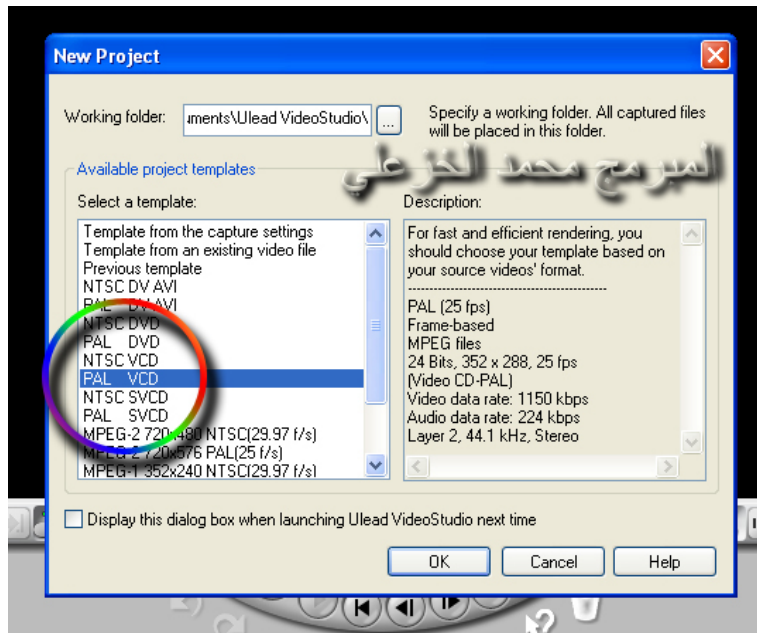 New Project
Working folder:
uments\Ulead VideoStudio\
...
Specify a working folder. All captured files
will be placed in this folder.
المبرمج محمد الخزعلي
Available project templates
Select a template:
Template from the capture settings
Template from an existing video file
Previous template
NTSC DV AVI
PAL DV AVI
NTSC DVD
PAL DVD
NTSC VCD
PAL VCD
NTSC SVCD
PAL SVCD
MPEG-2 720x480 NTSC(29.97 f/s)
MPEG-2 720x576 PAL(25 f/s)
MPEG-1 352x240 NTSC(29.97 f/s)
Description:
For fast and efficient rendering, you
should choose your template based on
your source videos' format.
------------------------------------------------
PAL (25 fps)
Frame-based
MPEG files
24 Bits, 352 x 288, 25 fps
(Video CD-PAL)
Video data rate: 1150 kbps
Audio data rate: 224 kbps
Layer 2, 44.1 kHz, Stereo
Display this dialog box when launching Ulead VideoStudio next time
OK
Cancel
Help